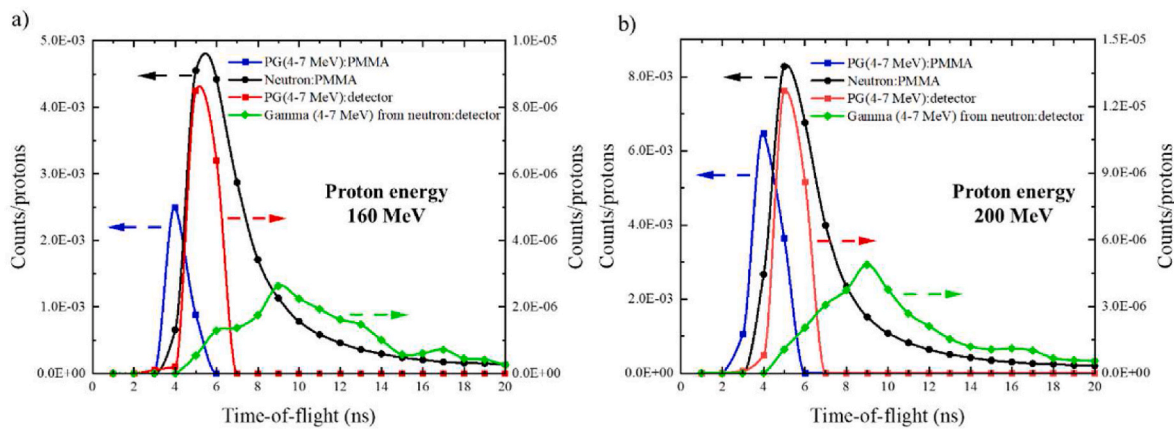 a)
5.0E-03
4.0E-03
3.0E-03
2.0E-03
1.0E-03
0.0E+00
Counts/protons
PG(4-7 MeV):PMMA
Neutron:PMMA
PG(4-7 MeV):detector
Gamma (4-7 MeV) from neutron:detector
Proton energy
160 MeV
1.0E-05
8.0E-06
6.0E-06
4.0E-06
2.0E-06
0.0E+00
Counts/protons
0 2 4 6 8 10 12 14 16 18 20
Time-of-flight (ns)
b)
8.0E-03
6.0E-03
4.0E-03
2.0E-03
0.0E+00
Counts/protons
PG(4-7 MeV):PMMA
Neutron:PMMA
PG(4-7 MeV):detector
Gamma (4-7 MeV) from neutron:detector
Proton energy
200 MeV
1.5E-05
1.2E-05
9.0E-06
6.0E-06
3.0E-06
0.0E+00
Counts/protons
0 2 4 6 8 10 12 14 16 18 20
Time-of-flight (ns)